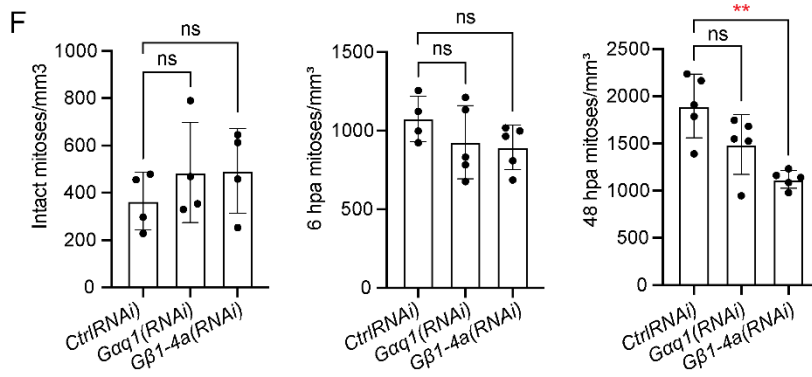 F
ns
ns
1000
800
600
400
200
0
Intact mitoses/mm3
CtrlRNAi)
Gαq1(RNAi)
Gβ1-4a(RNAi)
ns
ns
1500
1000
500
0
6 hpa mitoses/mm³
CtrlRNAi)
Gαq1(RNAi)
Gβ1-4a(RNAi)
**
ns
2500
2000
1500
1000
500
0
48 hpa mitoses/mm³
CtrlRNAi)
Gαq1(RNAi)
Gβ1-4a(RNAi)